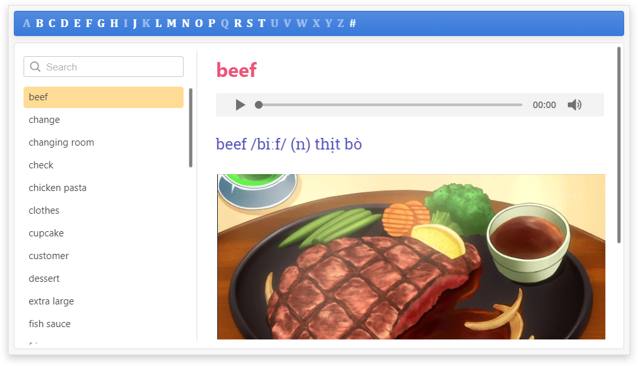 A B C D E F G H I J K L M N O P Q R S T U V W X Y Z #
Search
beef
change
changing room
check
chicken pasta
clothes
cupcake
customer
dessert
extra large
fish sauce
beef
00:00
beef /biːf/ (n) thịt bò